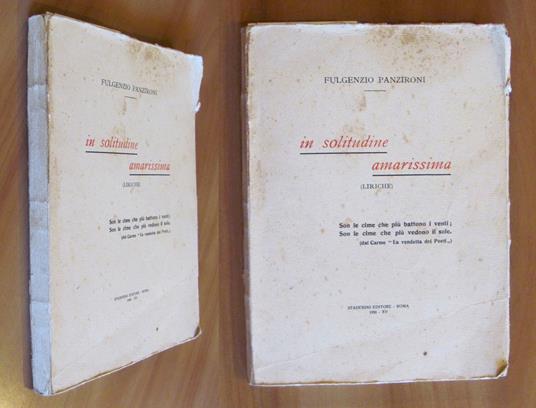 FULGENZIO PANZIRONI
in solitudine
amarissima
(LIRICHE)
Son le cime che più battono i venti;
Son le cime che più vedono il sole.
(dal Carme "La vendetta dei Poeti„)
STADERINI EDITORE - ROMA
FULGENZIO PANZIRONI
in solitudine
amarissima
(LIRICHE)
Son le cime che più battono i venti;
Son le cime che più vedono il sole.
(dal Carme "La vendetta dei Poeti„)
STADERINI EDITORE - ROMA